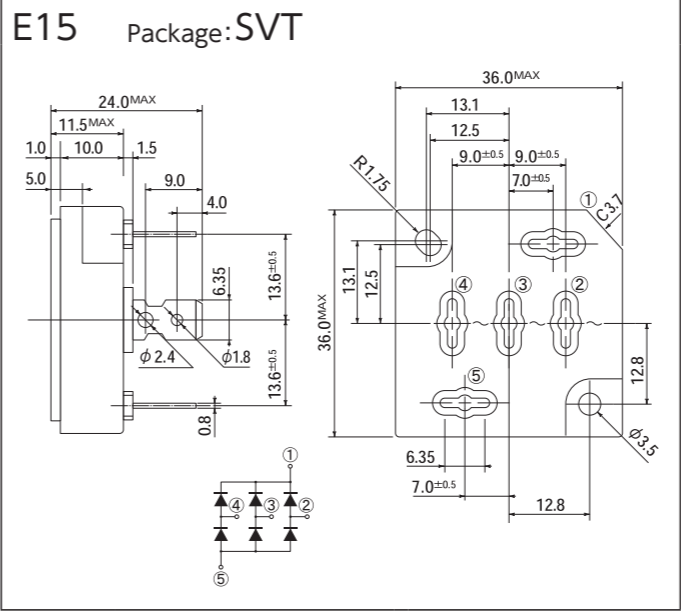 E15 Package:SVT
24.0MAX
11.5MAX
1.0 10.0 1.5
5.0 9.0
4.0
13.6±0.5
6.35
φ2.4 φ1.8
13.6±0.5
0.8
36.0MAX
13.1
12.5
9.0±0.5 9.0±0.5
7.0±0.5
R1.75
①
C3.7
13.1
12.5
36.0MAX
④ ③ ②
⑤
12.8
φ3.5
6.35
7.0±0.5
12.8
①
④ ③ ②
⑤